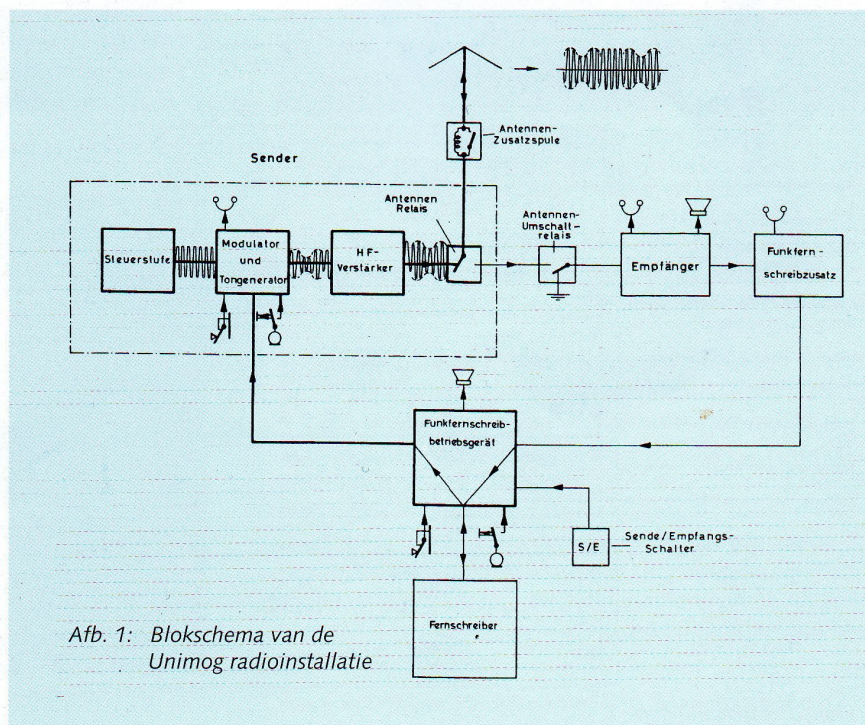 Antennen-
Zusatzspule
Sender
Antennen
Relais
Antennen-
Umschalt-
relais
Steuerstufe
Modulator
und
Tongenerator
HF-
Verstärker
Empfänger
Funkfern-
schreibzusatz
Funkfernschreib-
betriebsgerät
S/E
Sende/Empfangs-
Schalter
Fernschreiber
Afb. 1: Blokschema van de
Unimog radioinstallatie